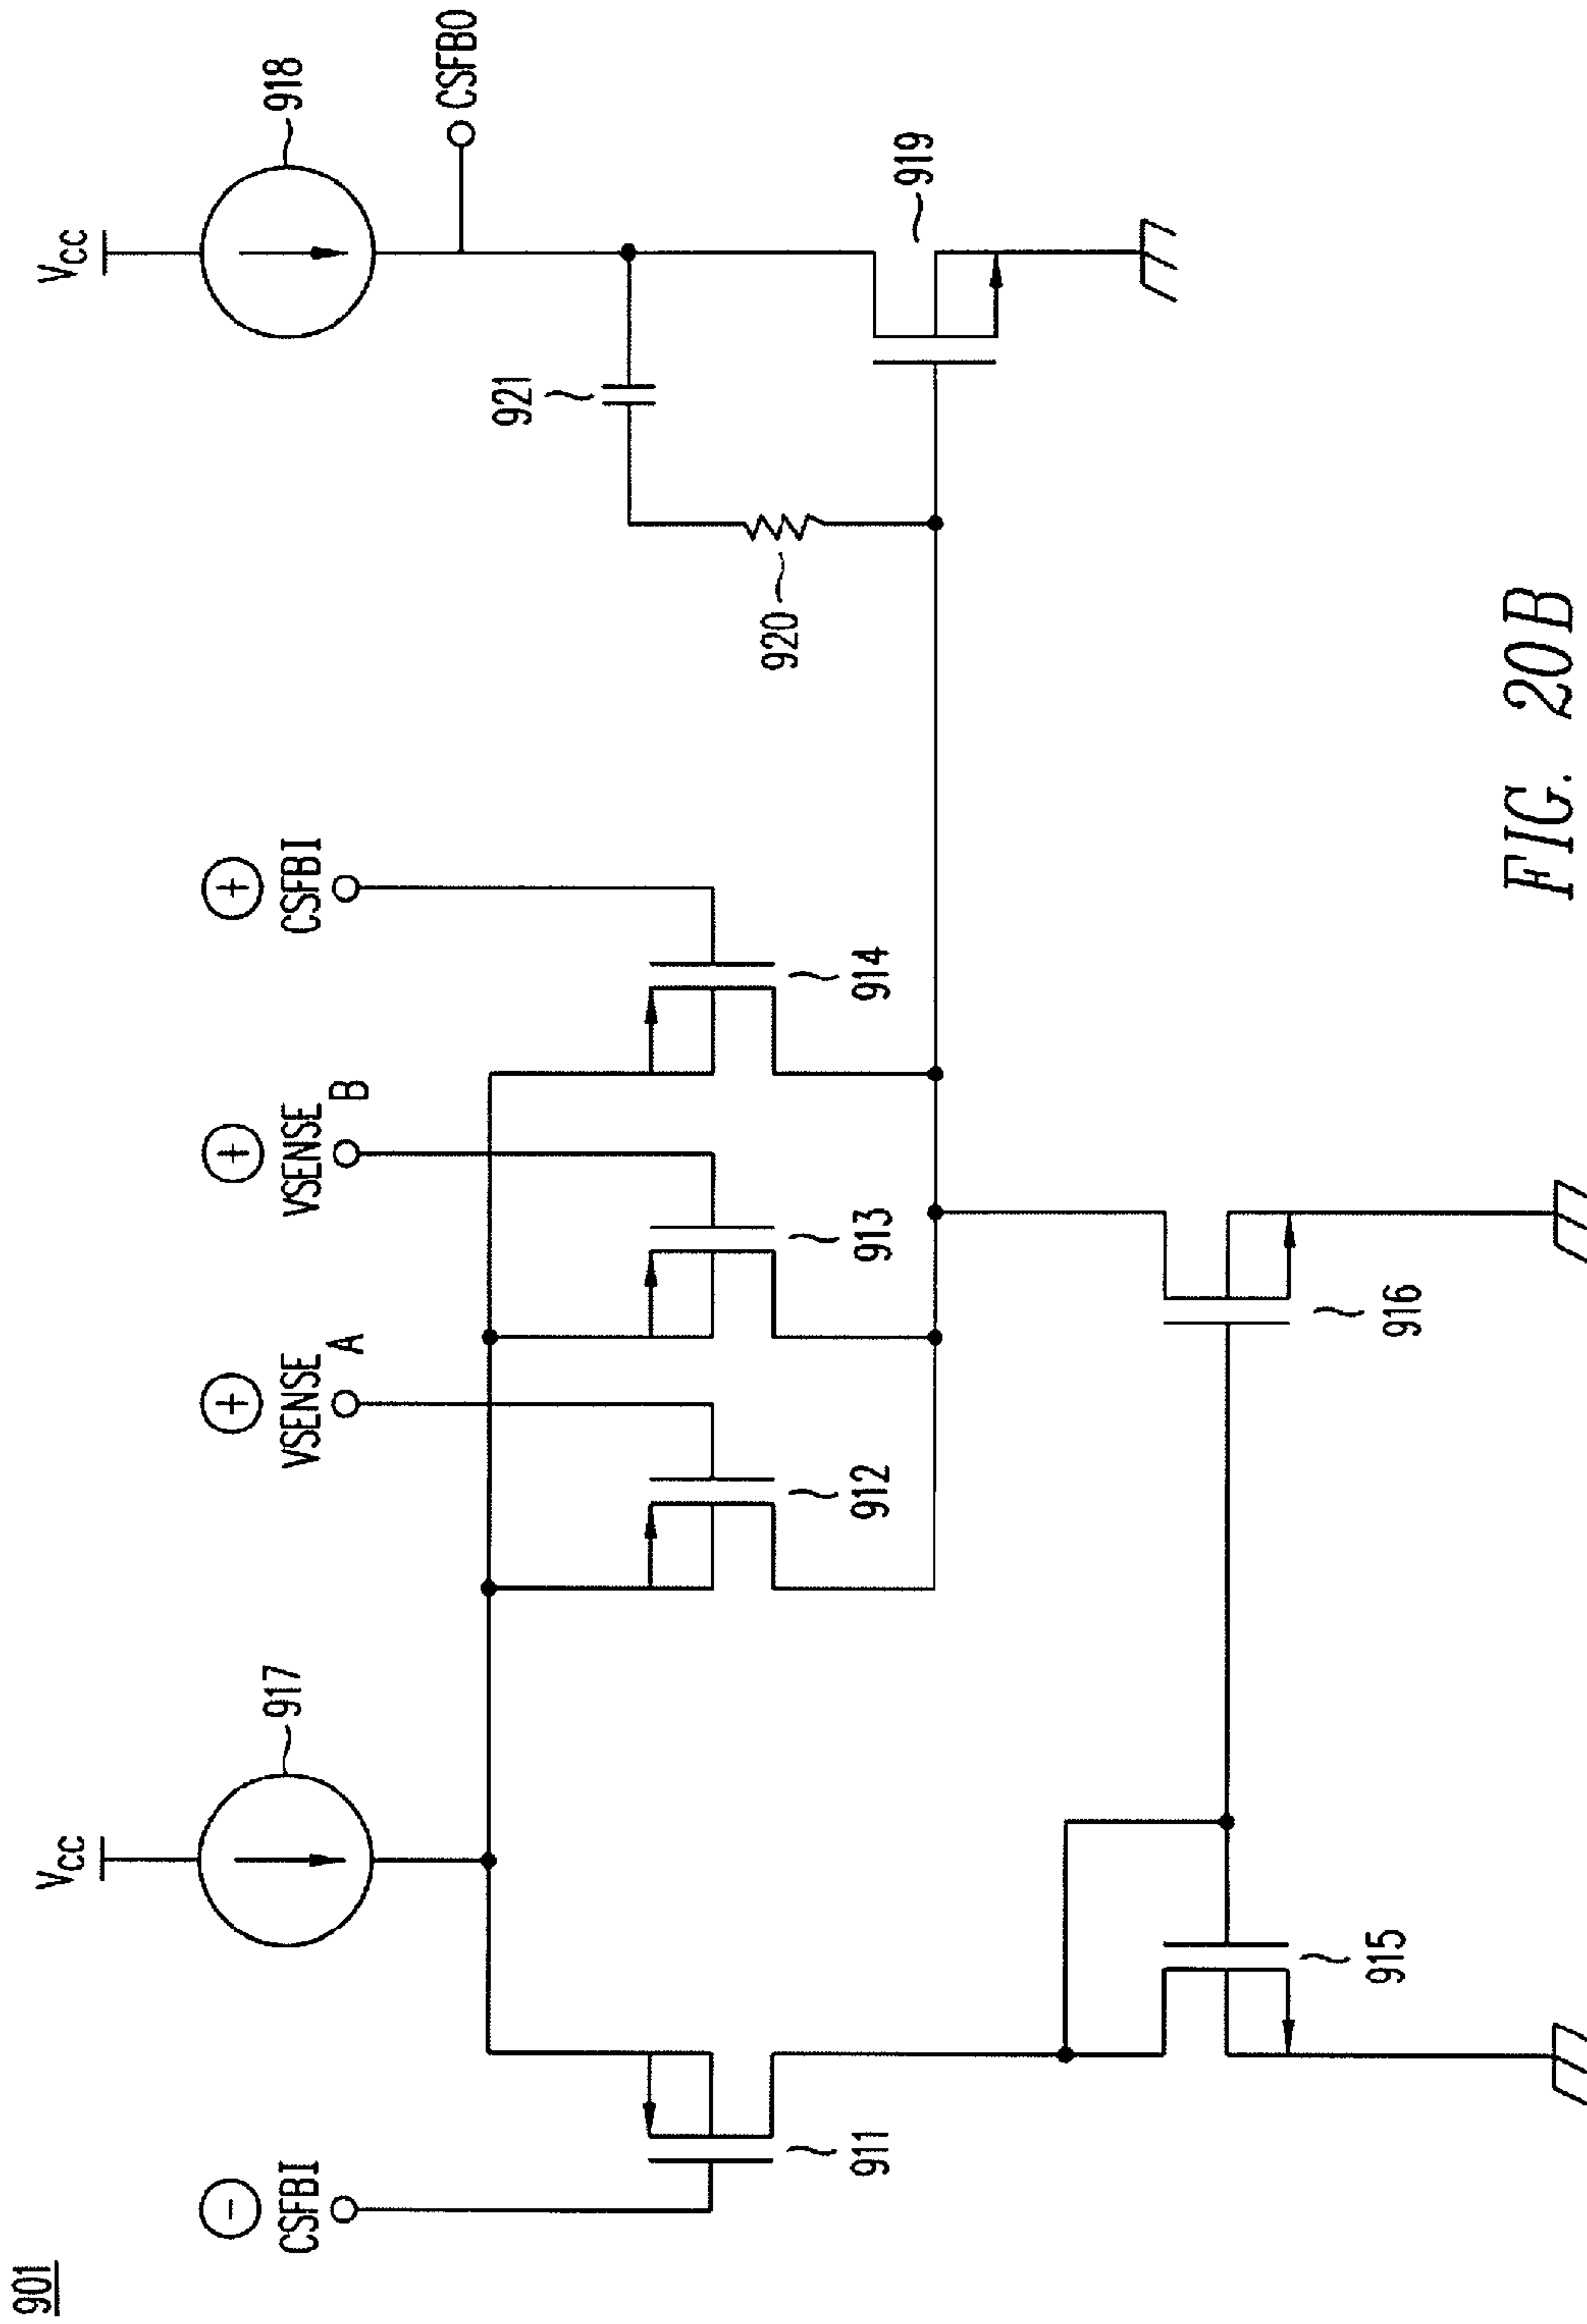 901
VCC
918
CSFBO
921
919
920
+
CSFBI
914
+
VSENSE B
913
+
VSENSE A
912
916
VCC
917
-
CSFBI
911
915
FIG. 20B